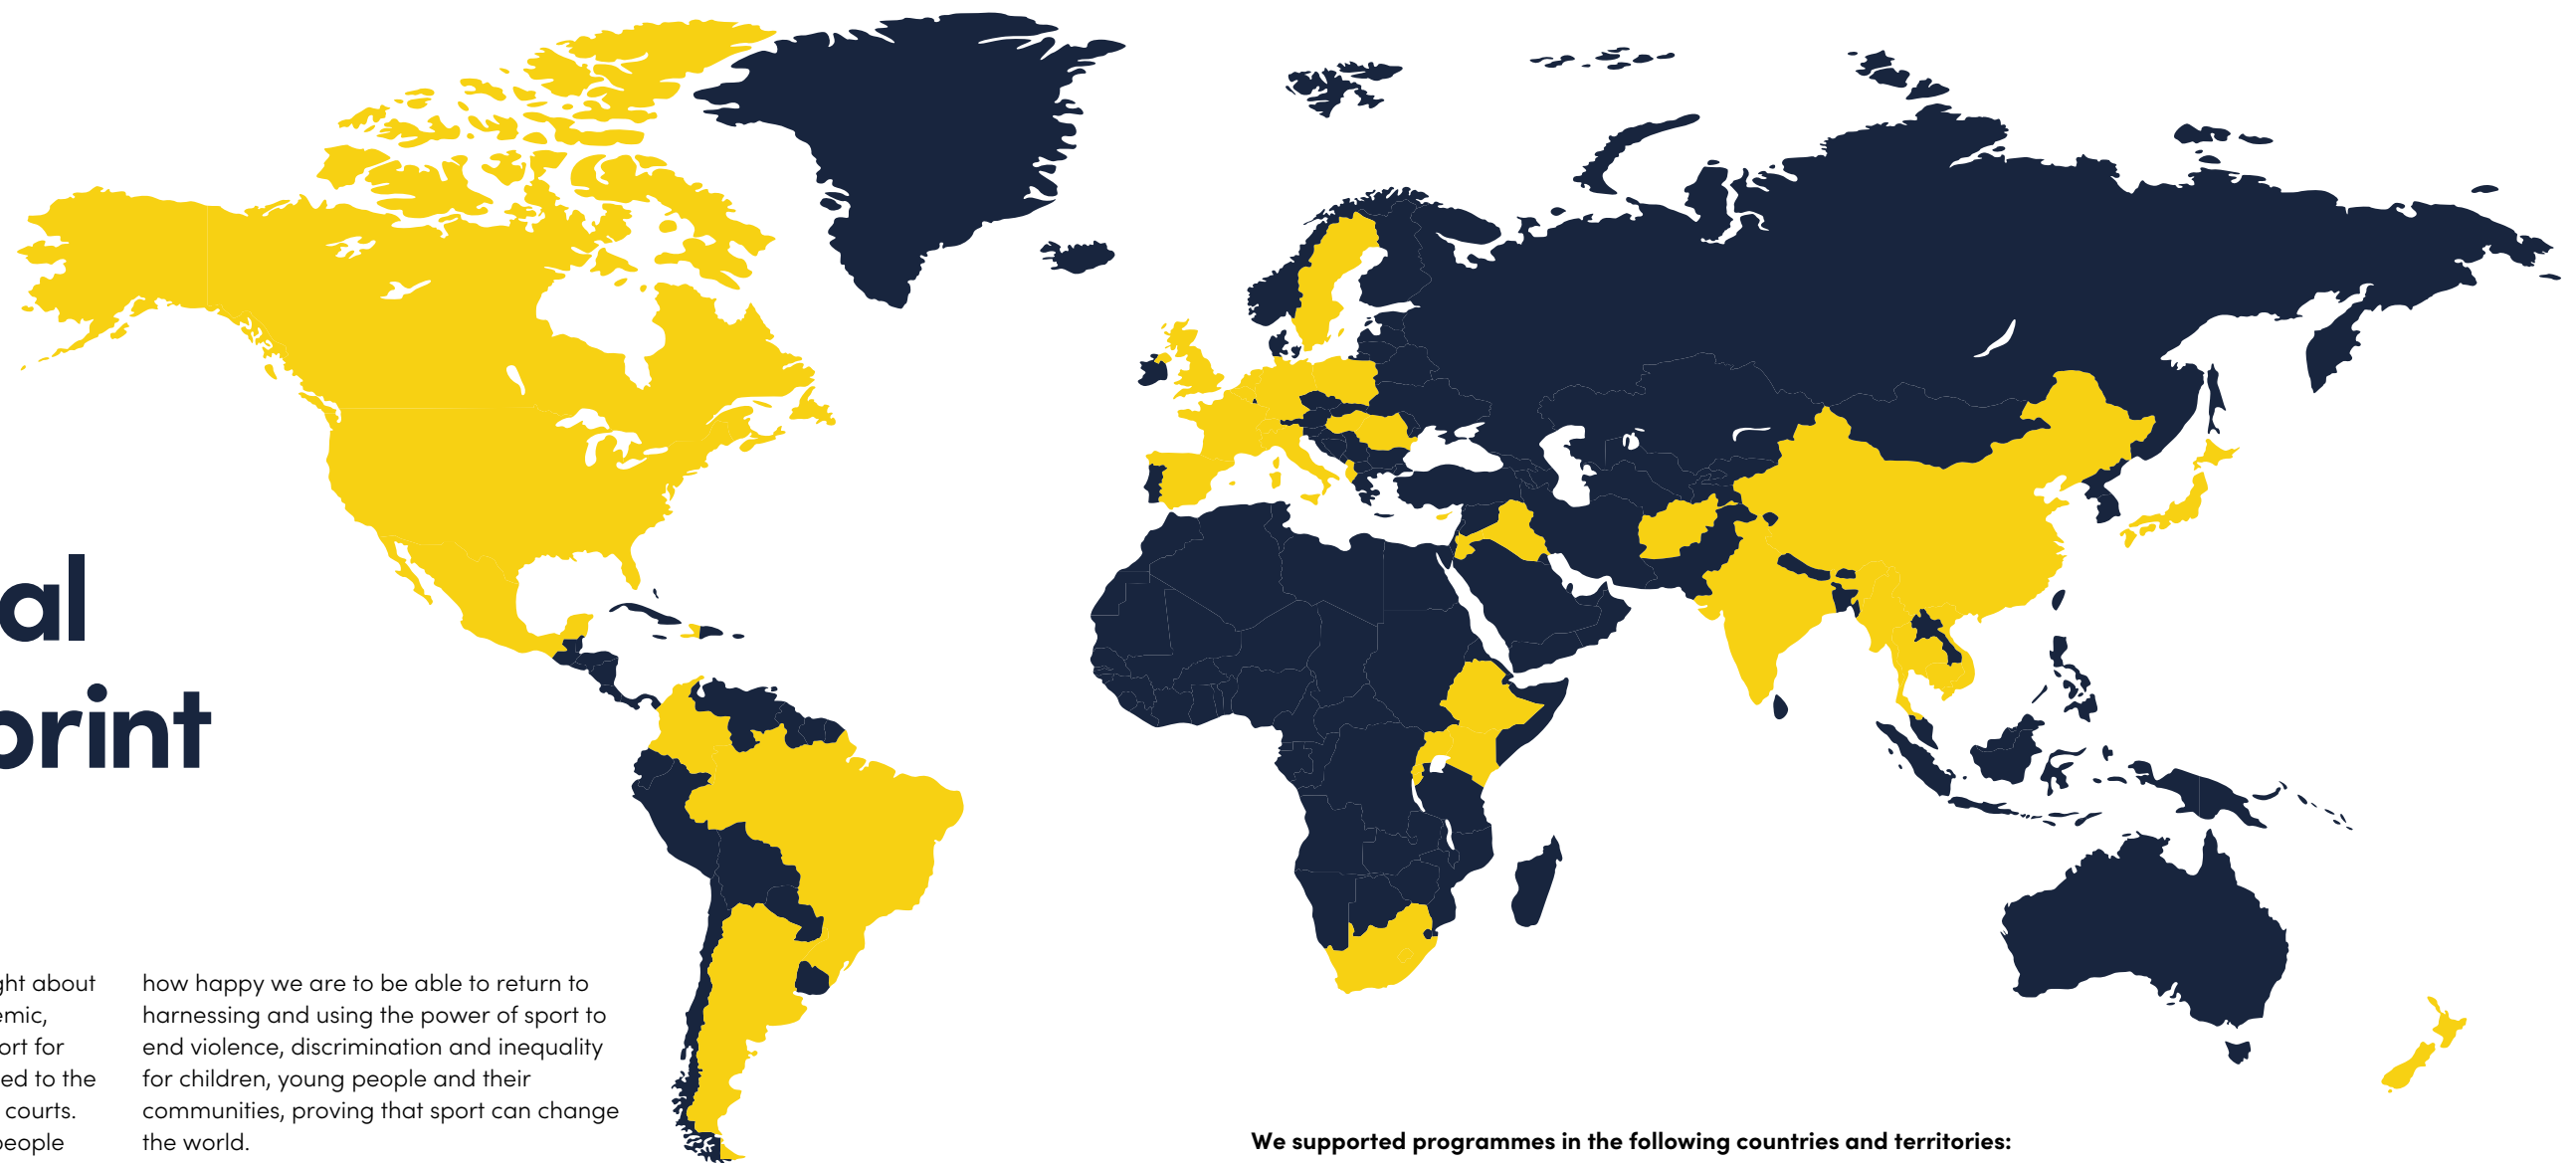 al
print
ght about
emic,
ort for
ed to the
courts.
people
how happy we are to be able to return to
harnessing and using the power of sport to
end violence, discrimination and inequality
for children, young people and their
communities, proving that sport can change
the world.
We supported programmes in the following countries and territories: